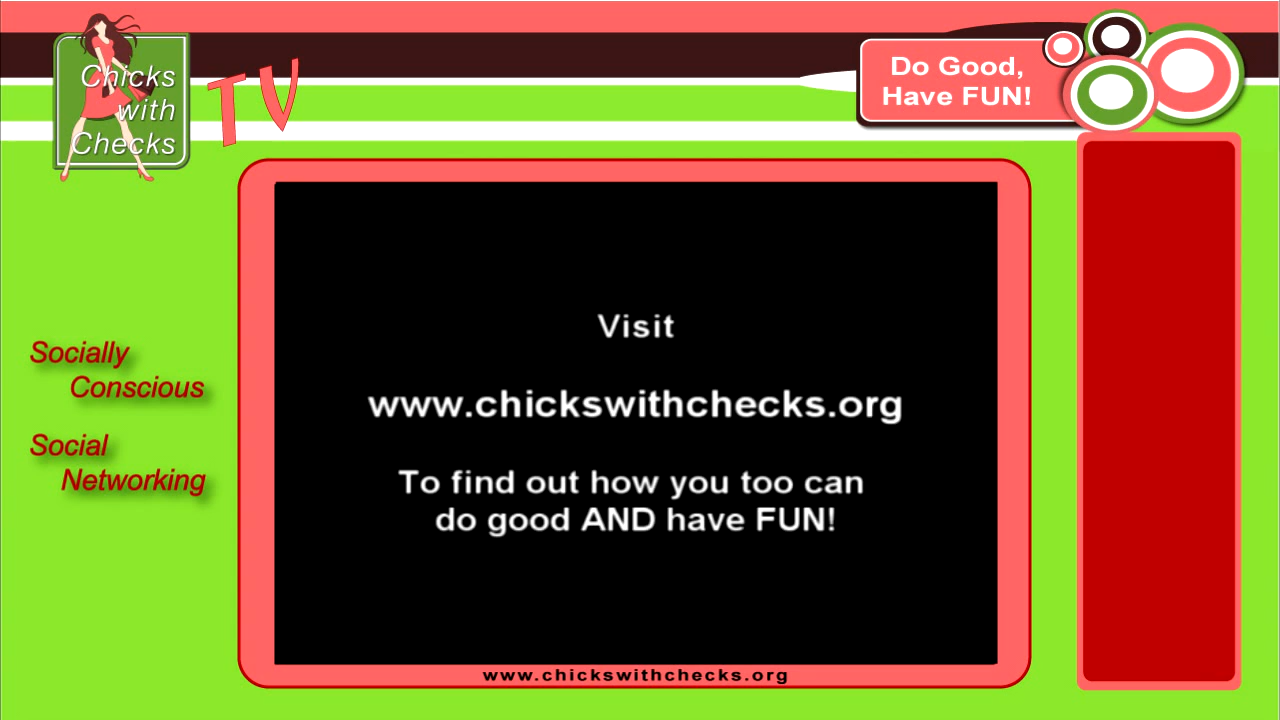 Chicks
with
Checks
TV
Do Good,
Have FUN!
Socially
Conscious
Social
Networking
Visit
www.chickswithchecks.org
To find out how you too can
do good AND have FUN!
www.chickswithchecks.org